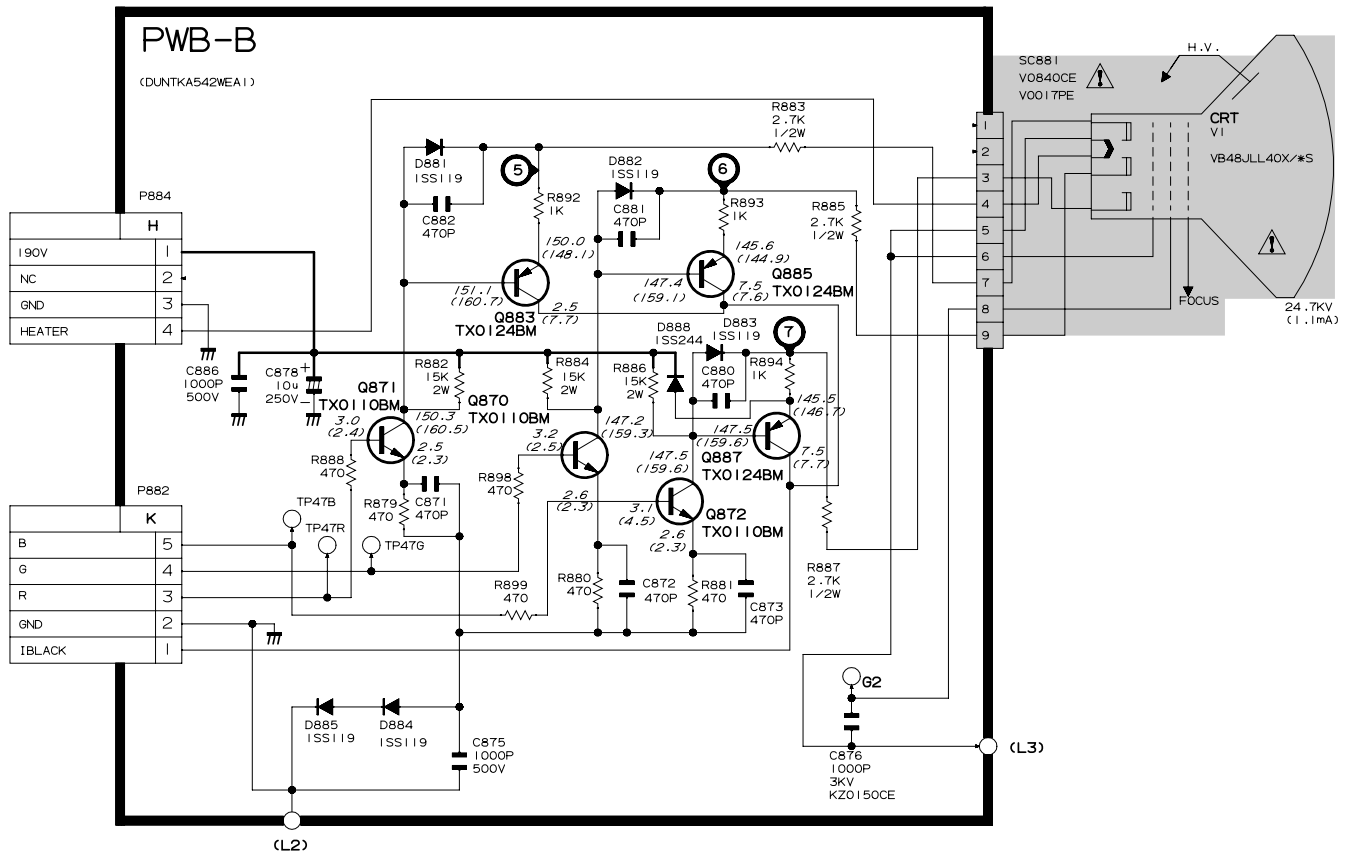 PWB-B
(DUNTKA542WEA1)
H.V.
SC881
V0840CE
V0017PE
CRT
V1
VB48JLL40X/*S
FOCUS
24.7KV
(1.1mA)
1
2
3
4
5
6
7
8
9
R883
2.7K
1/2W
D881
1SS119
5
D882
1SS119
6
C882
470P
R892
1K
C881
470P
R893
1K
R885
2.7K
1/2W
P884
H
190V 1
NC 2
GND 3
HEATER 4
150.0
(148.1)
145.6
(144.9)
151.1
(160.7)
2.5
(7.7)
147.4
(159.1)
7.5
(7.6)
Q885
TX0124BM
Q883
TX0124BM
D888
1SS244
D883
1SS119
7
C886
1000P
500V
C878
10u
250V
+
-
R882
15K
2W
R884
15K
2W
R886
15K
2W
C880
470P
R894
1K
Q871
TX0110BM
Q870
TX0110BM
3.0
(2.4)
150.3
(160.5)
2.5
(2.3)
3.2
(2.5)
147.2
(159.3)
147.5
(159.6)
145.5
(146.7)
147.5
(159.6)
7.5
(7.7)
Q887
TX0124BM
R888
470
R879
470
C871
470P
R898
470
2.6
(2.3)
3.1
(4.5)
2.6
(2.3)
Q872
TX0110BM
P882
K
B 5
G 4
R 3
GND 2
IBLACK 1
TP47B
TP47R
TP47G
R899
470
R880
470
C872
470P
R881
470
C873
470P
R887
2.7K
1/2W
D885
1SS119
D884
1SS119
C875
1000P
500V
G2
C876
1000P
3KV
KZ0150CE
(L3)
(L2)